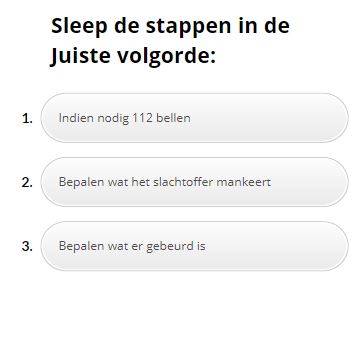 Sleep de stappen in de
Juiste volgorde:
1. Indien nodig 112 bellen
2. Bepalen wat het slachtoffer mankeert
3. Bepalen wat er gebeurd is